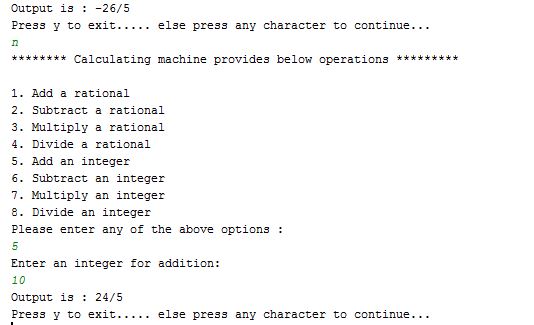 Output is : -26/5
Press y to exit..... else press any character to continue...
n
******** Calculating machine provides below operations *********
1. Add a rational
2. Subtract a rational
3. Multiply a rational
4. Divide a rational
5. Add an integer
6. Subtract an integer
7. Multiply an integer
8. Divide an integer
Please enter any of the above options :
5
Enter an integer for addition:
10
Output is : 24/5
Press y to exit..... else press any character to continue...